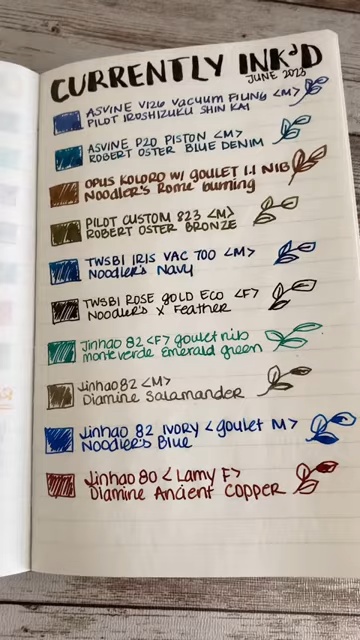 CURRENTLY INK'D
JUNE 2023
ASVINE V126 VACUUM FILLING <M>
PILOT IROSHIZUKU SHIN KAI
ASVINE P20 PISTON <M>
ROBERT OSTER BLUE DENIM
OPUS KOLORO W/ GOULET 1.1 NIB
Noodler's Rome burning
PILOT CUSTOM 823 <M>
ROBERT OSTER BRONZE
TWSBI IRIS VAC 700 <M>
Noodler's Navy
TWSBI ROSE GOLD ECO <F>
Noodler's X Feather
Jinhao 82 <F> goulet nib
monteverde Emerald green
Jinhao 82 <M>
Diamine Salamander
Jinhao 82 IVORY <goulet M>
Noodler's Blue
Jinhao 80 <Lamy F>
Diamine Ancient Copper